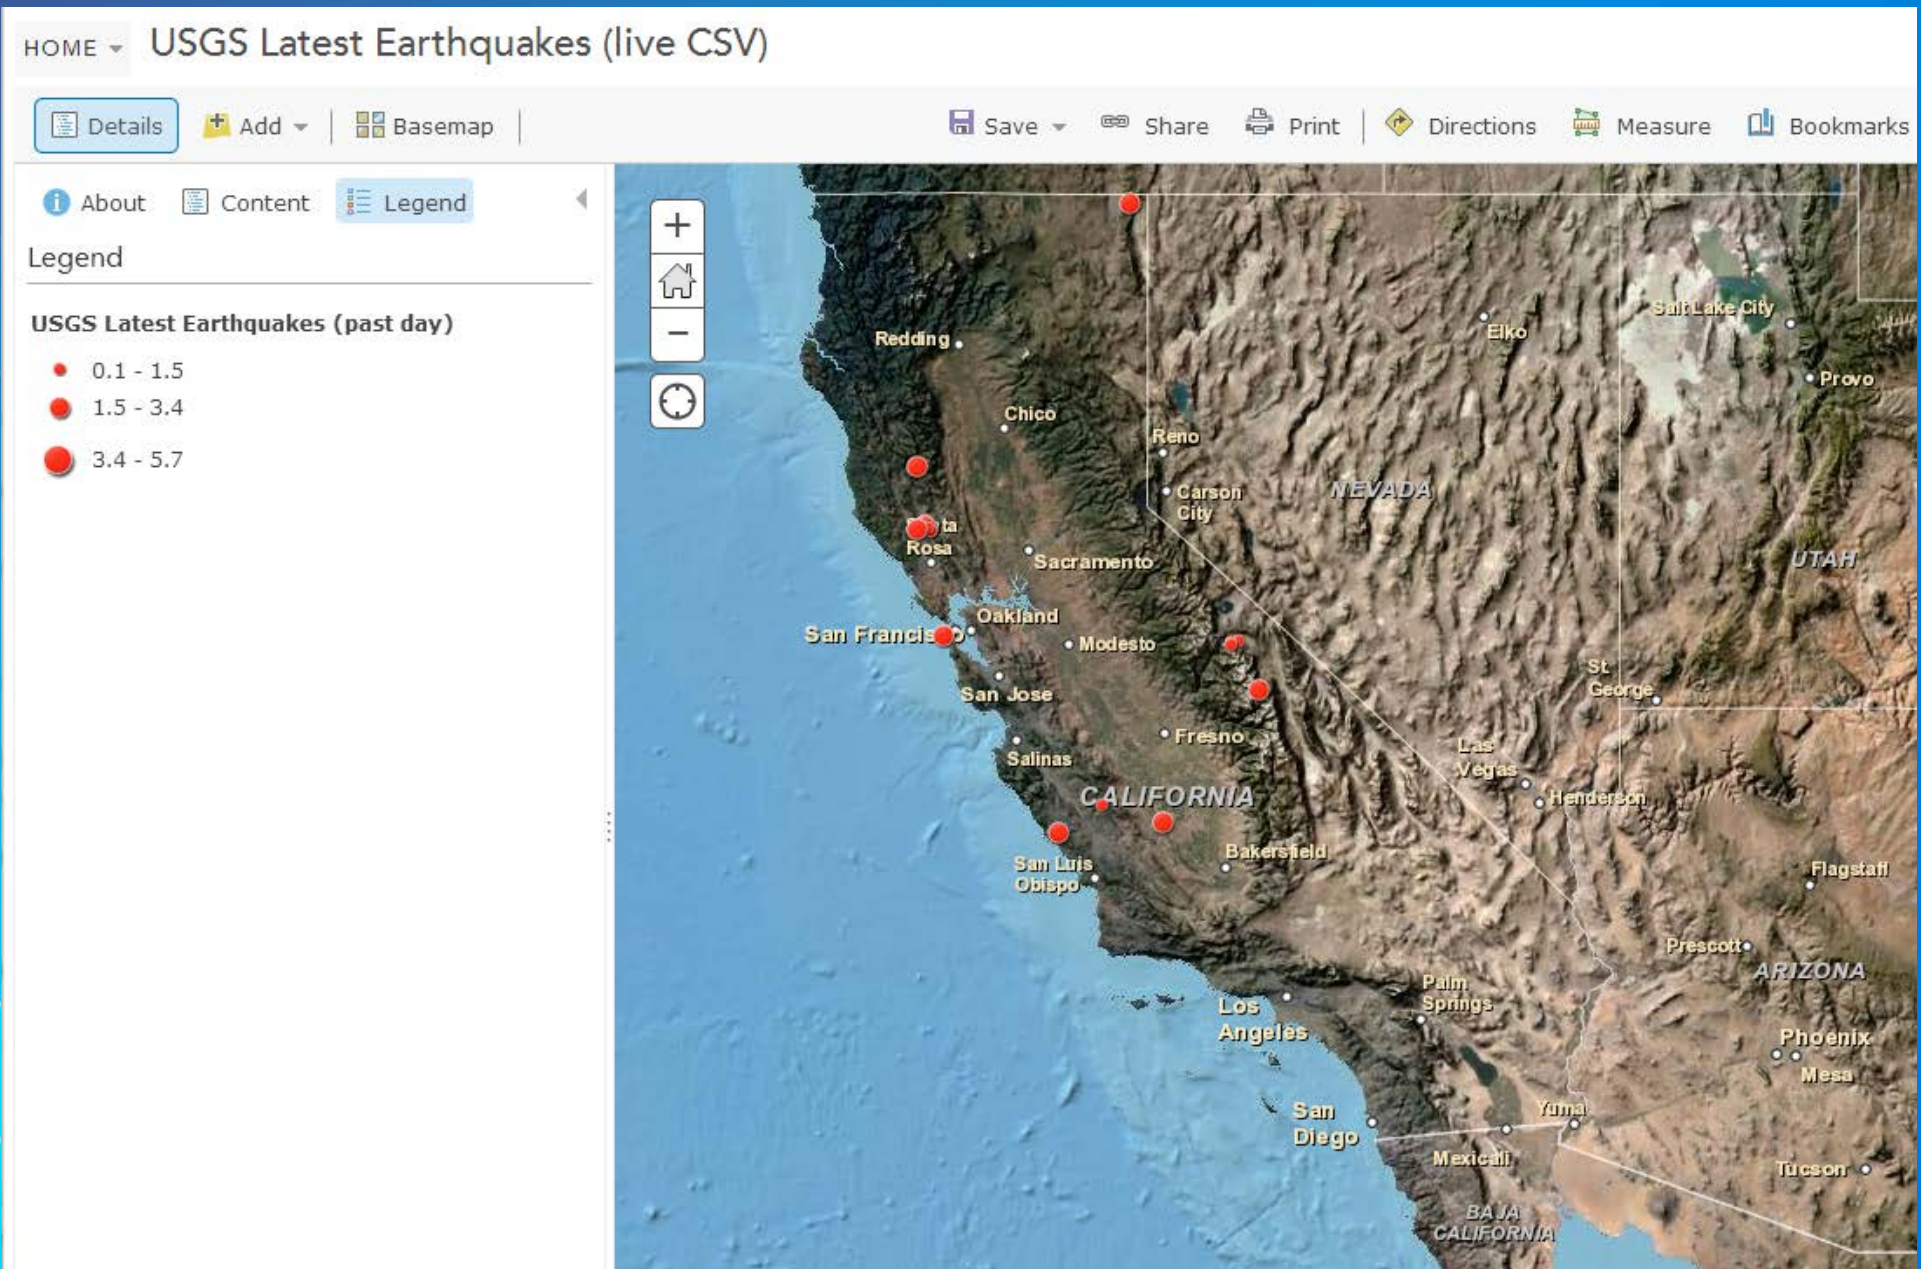 HOME
USGS Latest Earthquakes (live CSV)
Details
Add
Basemap
Save
Share
Print
Directions
Measure
Bookmarks
About
Content
Legend
Legend
USGS Latest Earthquakes (past day)
0.1 - 1.5
1.5 - 3.4
3.4 - 5.7
+
−
Redding
Elko
Salt Lake City
Provo
Chico
Reno
Carson
City
NEVADA
ta
Rosa
Sacramento
UTAH
Oakland
San Francisco
Modesto
San Jose
St
George
Fresno
Salinas
Las
Vegas
Henderson
CALIFORNIA
San Luis
Obispo
Bakersfield
Flagstaff
Prescott
ARIZONA
Palm
Springs
Los
Angeles
Phoenix
Mesa
San
Diego
Yuma
Mexicali
Tucson
BAJA
CALIFORNIA